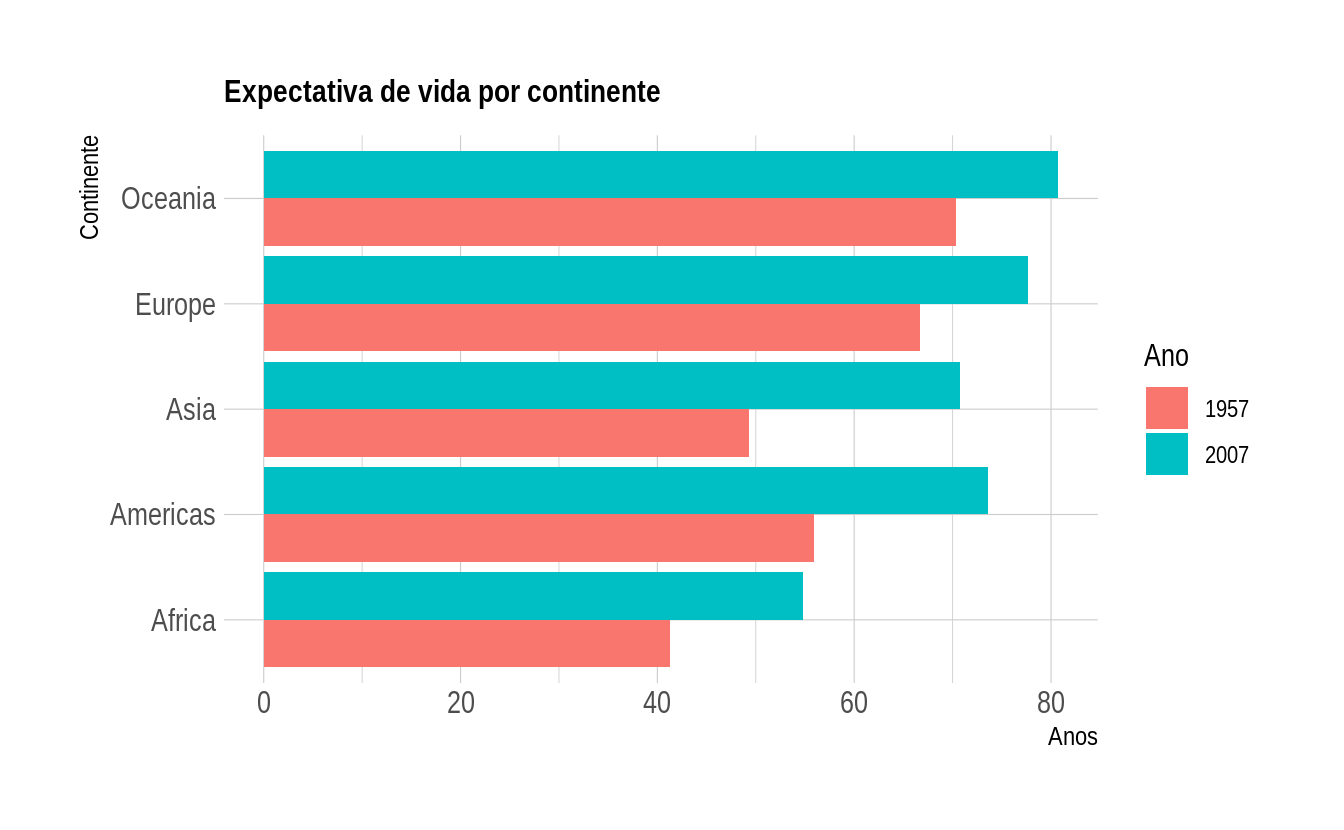 Expectativa de vida por continente
Continente
Oceania
Europe
Asia
Americas
Africa
0 20 40 60 80
Anos
Ano
1957
2007